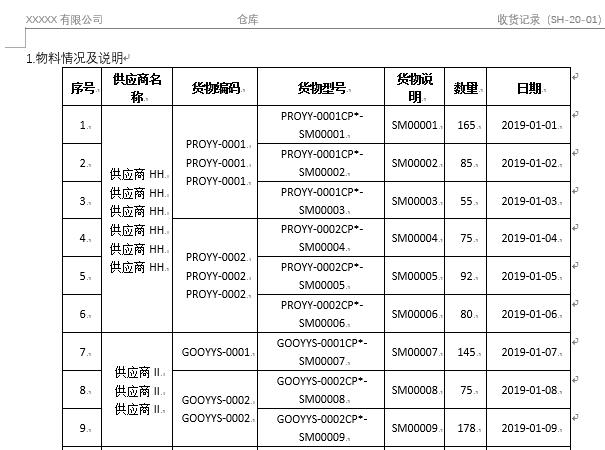 XXXXX 有限公司 仓库 收货记录（SH-20-01）
1.物料情况及说明
序号 供应商名称 货物编码 货物型号 货物说明 数量 日期
1. PROYY-0001CP*-SM00001 SM00001 165 2019-01-01
2. PROYY-0001CP*-SM00002 SM00002 85 2019-01-02
3. PROYY-0001CP*-SM00003 SM00003 55 2019-01-03
供应商 HH
供应商 HH
供应商 HH
供应商 HH
供应商 HH
供应商 HH
PROYY-0001
PROYY-0001
PROYY-0001
4. PROYY-0002CP*-SM00004 SM00004 75 2019-01-04
5. PROYY-0002CP*-SM00005 SM00005 92 2019-01-05
6. PROYY-0002CP*-SM00006 SM00006 80 2019-01-06
PROYY-0002
PROYY-0002
PROYY-0002
7. GOOYYS-0001 GOOYYS-0001CP*-SM00007 SM00007 145 2019-01-07
8. GOOYYS-0002CP*-SM00008 SM00008 75 2019-01-08
9. GOOYYS-0002CP*-SM00009 SM00009 178 2019-01-09
供应商 II
供应商 II
供应商 II
GOOYYS-0002
GOOYYS-0002